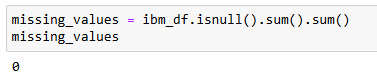 missing_values = ibm_df.isnull().sum().sum()
missing_values
0